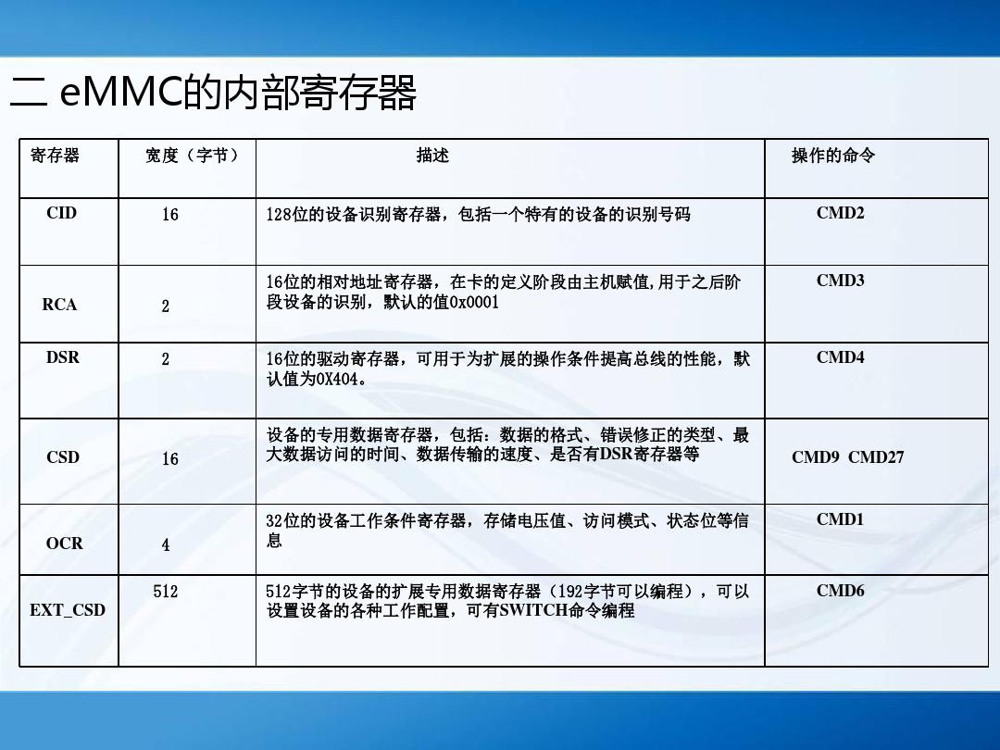 二 eMMC的内部寄存器
寄存器 宽度（字节） 描述 操作的命令
CID 16 128位的设备识别寄存器，包括一个特有的设备的识别号码 CMD2
RCA 2 16位的相对地址寄存器，在卡的定义阶段由主机赋值,用于之后阶 CMD3
段设备的识别，默认的值0x0001
DSR 2 16位的驱动寄存器，可用于为扩展的操作条件提高总线的性能，默 CMD4
认值为0X404。
CSD 16 设备的专用数据寄存器，包括：数据的格式、错误修正的类型、最 CMD9 CMD27
大数据访问的时间、数据传输的速度、是否有DSR寄存器等
OCR 4 32位的设备工作条件寄存器，存储电压值、访问模式、状态位等信 CMD1
息
EXT_CSD 512 512字节的设备的扩展专用数据寄存器（192字节可以编程），可以 CMD6
设置设备的各种工作配置，可有SWITCH命令编程